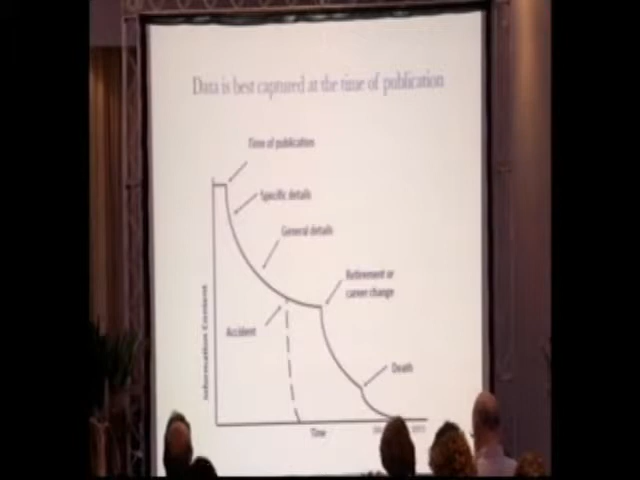 Data is best captured at the time of publication
Time of publication
Specific details
General details
Retirement or
career change
Accident
Death
Information Content
Time